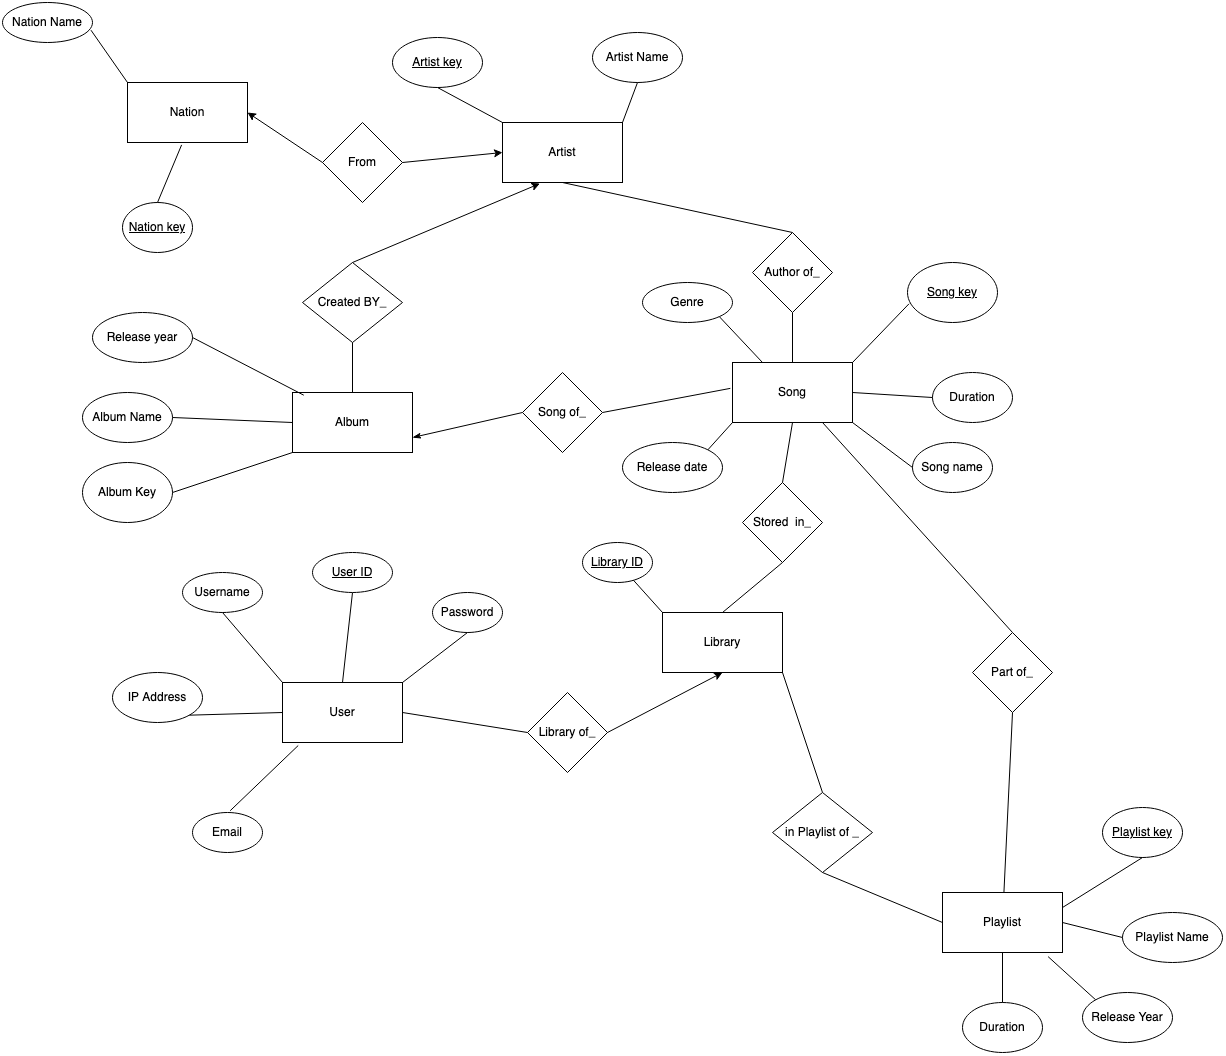 Nation Name
Artist key
Artist Name
Nation
From
Artist
Nation key
Author of_
Created BY_
Genre
Song key
Release year
Song
Duration
Album Name
Album
Song of_
Release date
Song name
Album Key
Stored  in_
Library ID
User ID
Username
Password
Library
Part of_
IP Address
User
Library of_
Email
in Playlist of _
Playlist key
Playlist
Playlist Name
Duration
Release Year